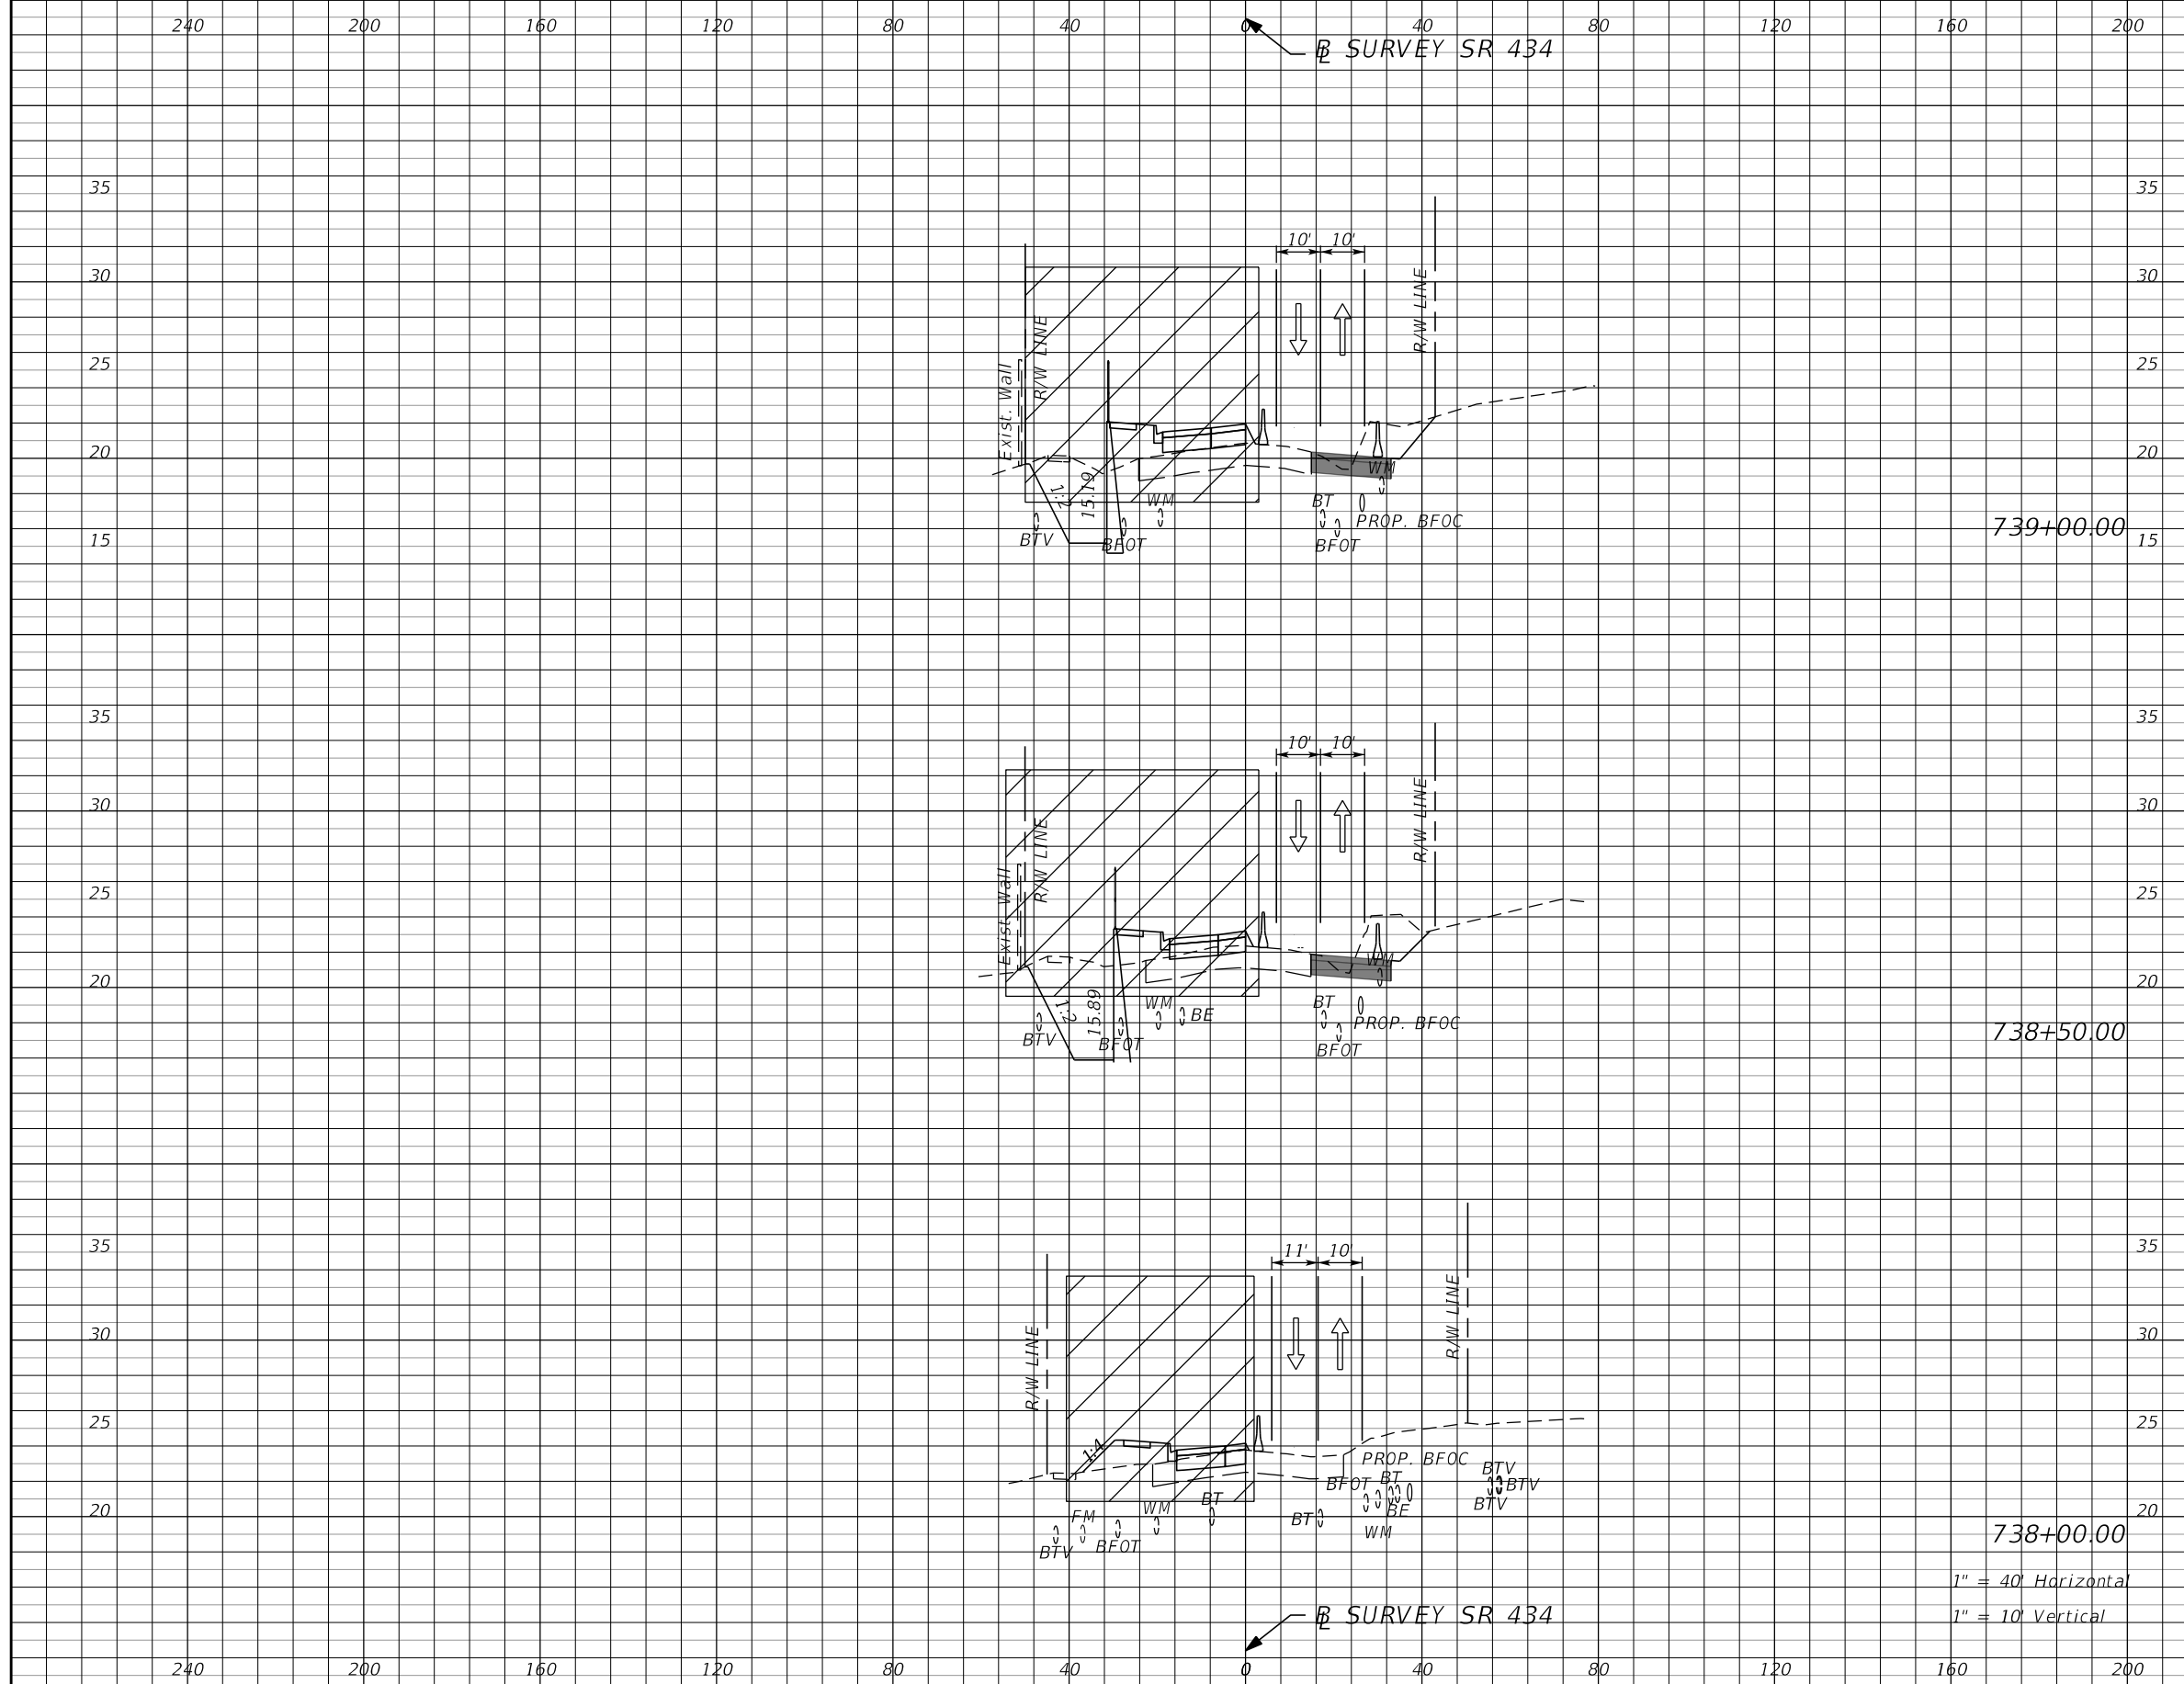 240 200 160 120 80 40 0 40 80 120 160 200
BL SURVEY SR 434
35 35
10' 10'
30 R/W LINE 30
R/W LINE
25 Exist. Wall 25
20 20
WM
1:2 15.19 WM BT
PROP. BFOC
BTV BFOT BFOT
739+00.00
15 15
35 35
10' 10'
30 R/W LINE 30
R/W LINE
25 Exist. Wall 25
WM
20 20
1:2 15.89 WM BE BT
PROP. BFOC
BTV BFOT BFOT
738+50.00
35 35
11' 10'
30 R/W LINE R/W LINE 30
25 25
1:4
PROP. BFOC
BFOT BT BTV
BTV
BT BE BTV
20 FM WM BT 20
WM
BTV BFOT
738+00.00
1" = 40' Horizontal
1" = 10' Vertical
BL SURVEY SR 434
240 200 160 120 80 40 0 40 80 120 160 200